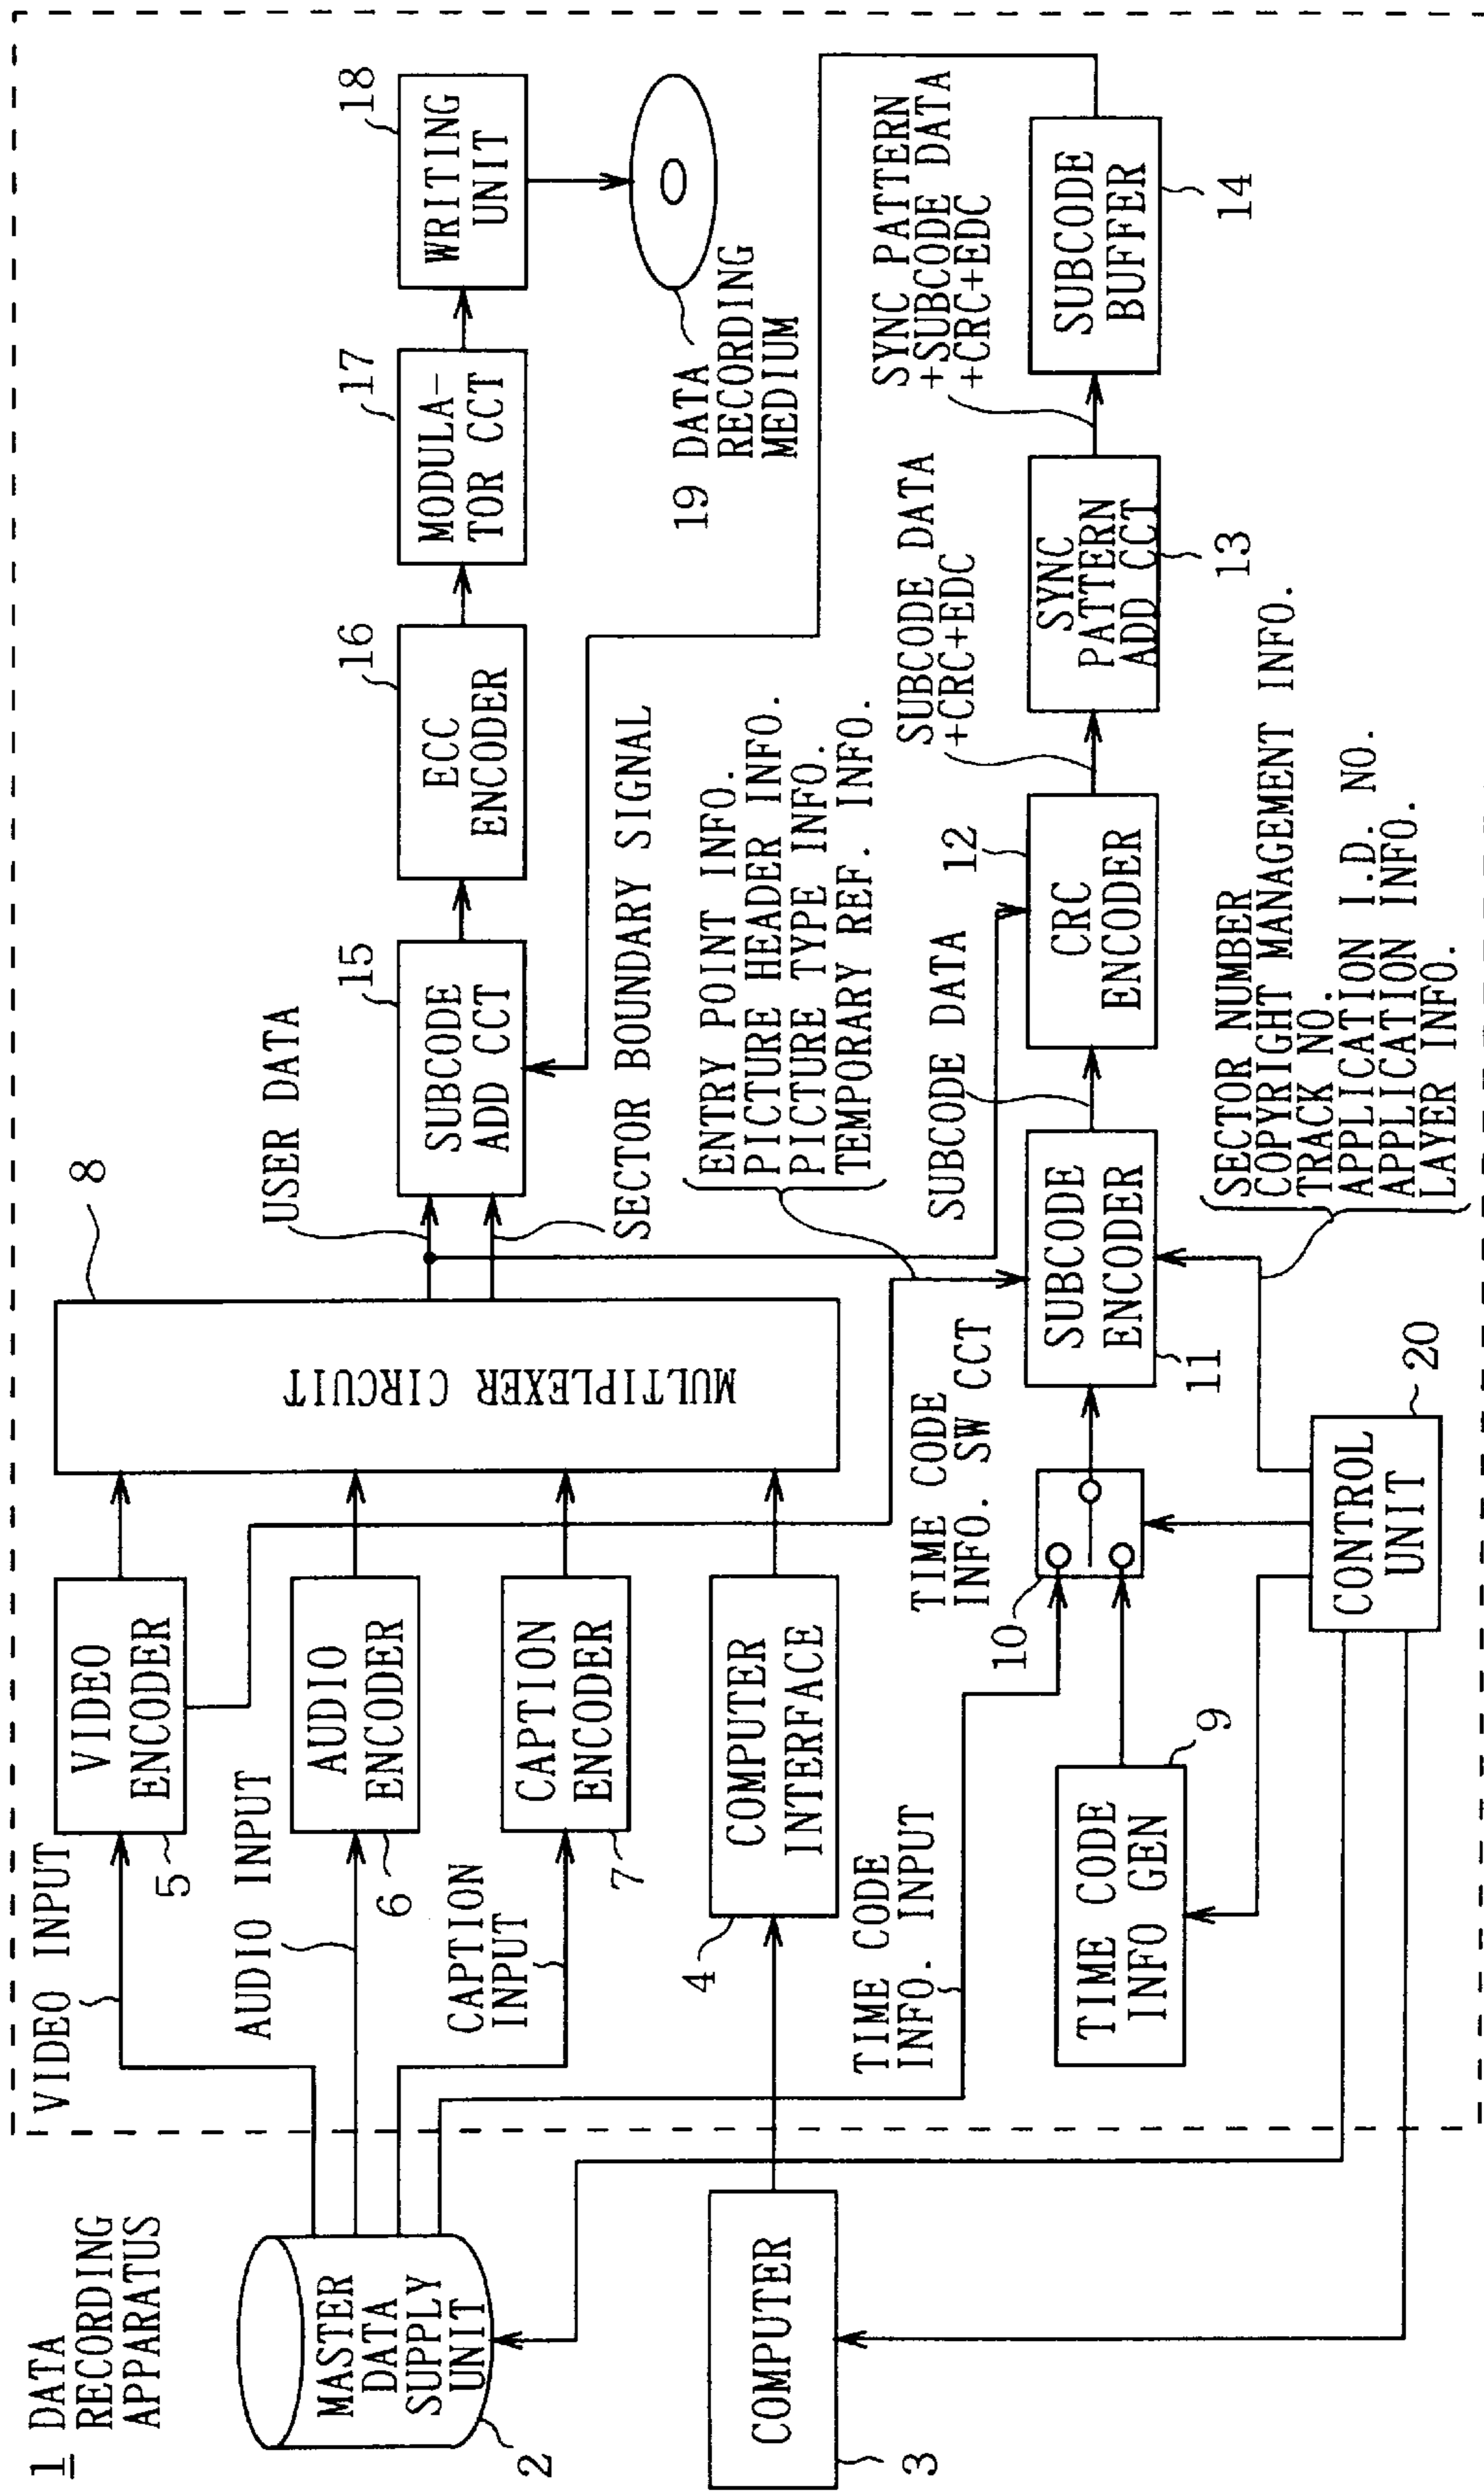 1 DATA
RECORDING
APPARATUS
MASTER
DATA
SUPPLY
UNIT
2
COMPUTER
3
VIDEO INPUT
VIDEO
ENCODER
5
AUDIO INPUT
AUDIO
ENCODER
6
CAPTION
INPUT
CAPTION
ENCODER
7
COMPUTER
INTERFACE
4
TIME CODE
INFO. INPUT
TIME CODE
INFO GEN
9
10
TIME CODE
INFO. SW CCT
CONTROL
UNIT
20
MULTIPLEXER CIRCUIT
8
USER DATA
SECTOR BOUNDARY SIGNAL
SUBCODE
ADD CCT
15
ECC
ENCODER
16
MODULA-
TOR CCT
17
WRITING
UNIT
18
19 DATA
RECORDING
MEDIUM
ENTRY POINT INFO.
PICTURE HEADER INFO.
PICTURE TYPE INFO.
TEMPORARY REF. INFO.
SUBCODE
ENCODER
11
SUBCODE DATA
CRC
ENCODER
12
SUBCODE DATA
+CRC+EDC
SYNC
PATTERN
ADD CCT
13
SYNC PATTERN
+SUBCODE DATA
+CRC+EDC
SUBCODE
BUFFER
14
SECTOR NUMBER
COPYRIGHT MANAGEMENT INFO.
TRACK NO.
APPLICATION I.D. NO.
APPLICATION INFO.
LAYER INFO.